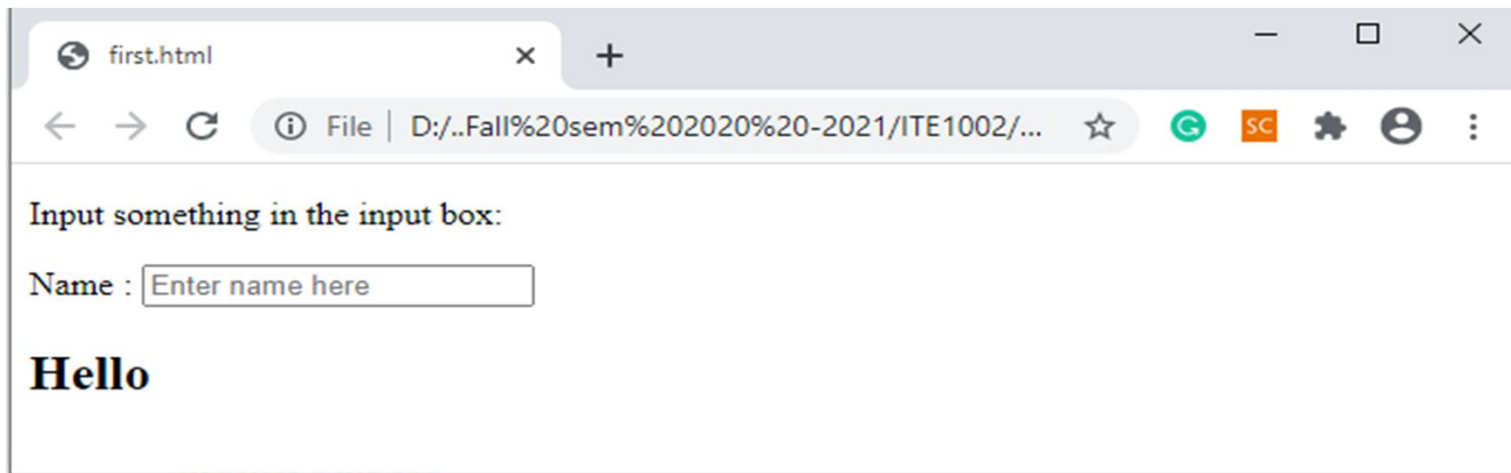 first.html
File | D:/..Fall%20sem%202020%20-2021/ITE1002/...
SC
Input something in the input box:
Name : Enter name here
Hello